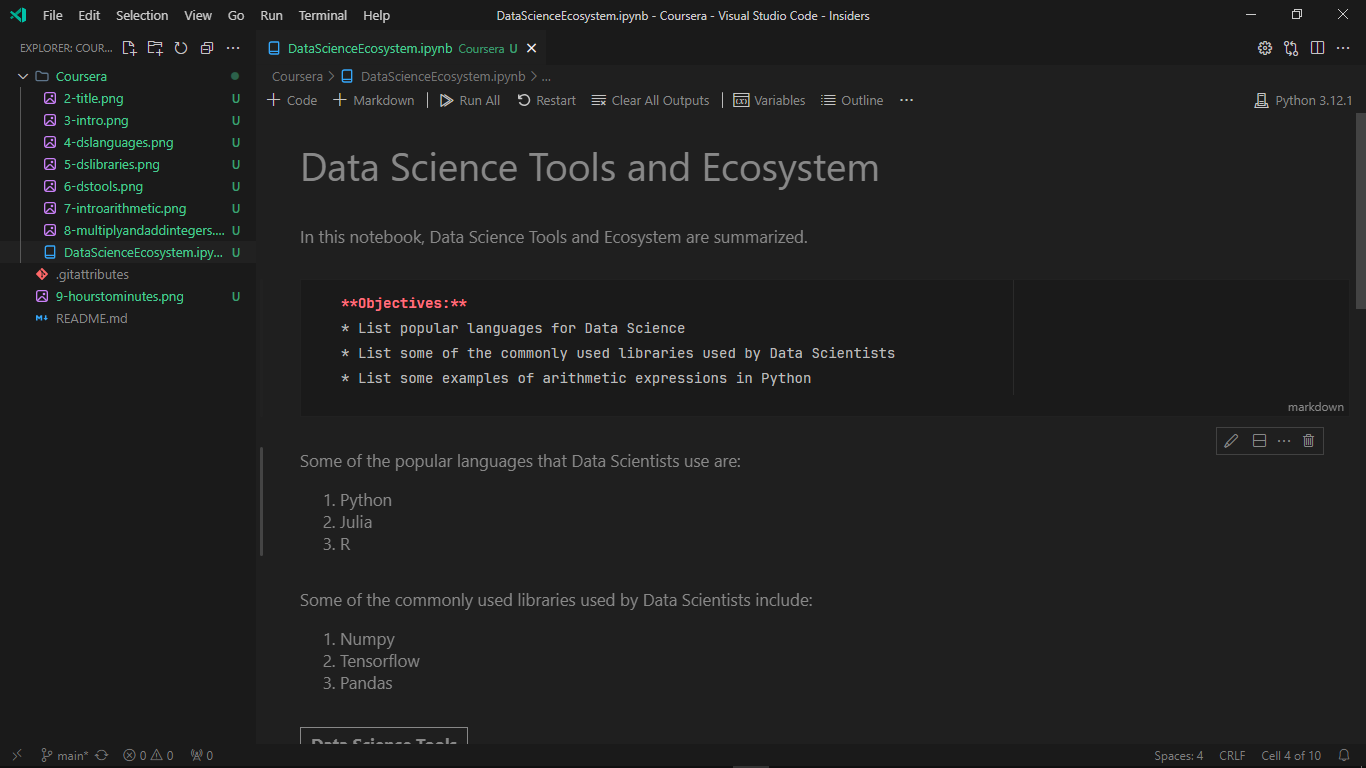 File Edit Selection View Go Run Terminal Help
DataScienceEcosystem.ipynb - Coursera - Visual Studio Code - Insiders
EXPLORER: COUR...
DataScienceEcosystem.ipynb Coursera U
Coursera
2-title.png U
3-intro.png U
4-dslanguages.png U
5-dslibraries.png U
6-dstools.png U
7-introarithmetic.png U
8-multiplyandaddintegers.... U
DataScienceEcosystem.ipy... U
.gitattributes
9-hourstominutes.png U
README.md
Coursera > DataScienceEcosystem.ipynb > ...
+ Code + Markdown | Run All Restart Clear All Outputs | Variables Outline ...
Python 3.12.1
Data Science Tools and Ecosystem
In this notebook, Data Science Tools and Ecosystem are summarized.
**Objectives:**
* List popular languages for Data Science
* List some of the commonly used libraries used by Data Scientists
* List some examples of arithmetic expressions in Python
markdown
Some of the popular languages that Data Scientists use are:
1. Python
2. Julia
3. R
Some of the commonly used libraries used by Data Scientists include:
1. Numpy
2. Tensorflow
3. Pandas
Data Science Tools
main* 0 0 0
Spaces: 4 CRLF Cell 4 of 10